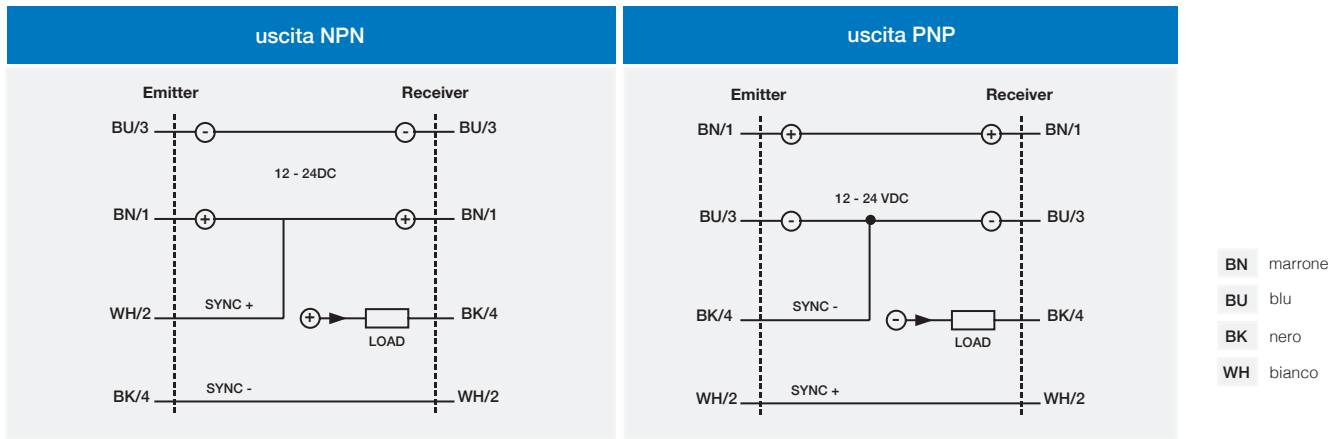 uscita NPN
Emitter Receiver
BU/3 - - BU/3
12 - 24DC
BN/1 + + BN/1
WH/2 SYNC + + LOAD BK/4
BK/4 SYNC - WH/2
uscita PNP
Emitter Receiver
BN/1 + + BN/1
12 - 24 VDC
BU/3 - - BU/3
BK/4 SYNC - - LOAD BK/4
WH/2 SYNC + WH/2
BN marrone
BU blu
BK nero
WH bianco